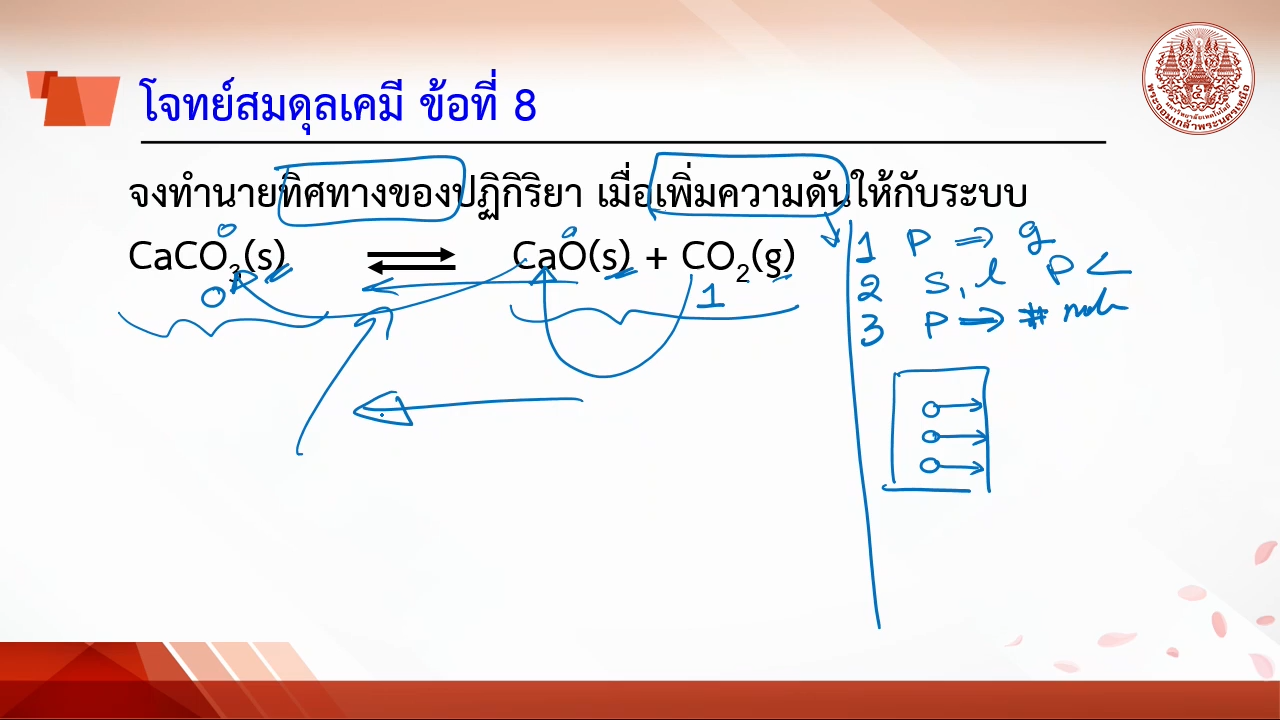 โจทย์สมดุลเคมี ข้อที่ 8
จงทำนายทิศทางของปฏิกิริยา เมื่อเพิ่มความดันให้กับระบบ
CaCO₃(s) ⇌ CaO(s) + CO₂(g)
0
1
1 P ⇒ g
2 s, l P <
3 P → #